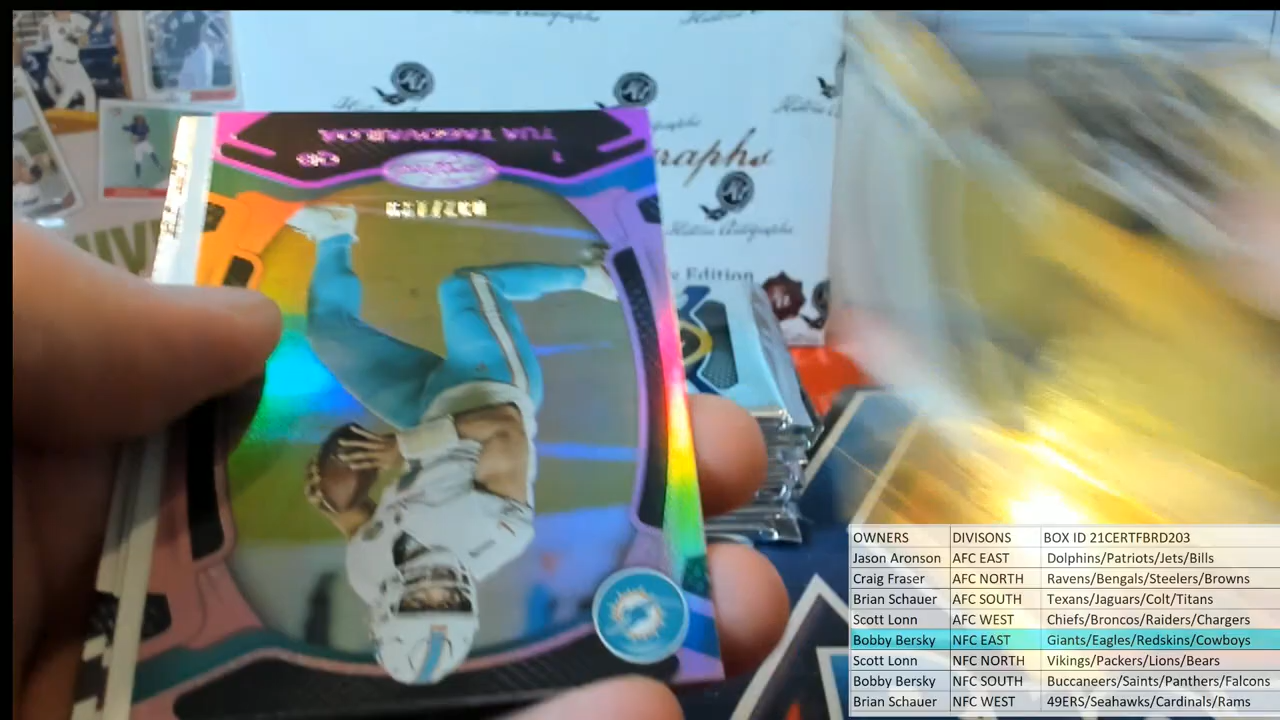 TUA TAGOVAILOA
QB
raphs
y Edition
OWNERS DIVISONS BOX ID 21CERTFBRD203
Jason Aronson AFC EAST Dolphins/Patriots/Jets/Bills
Craig Fraser AFC NORTH Ravens/Bengals/Steelers/Browns
Brian Schauer AFC SOUTH Texans/Jaguars/Colt/Titans
Scott Lonn AFC WEST Chiefs/Broncos/Raiders/Chargers
Bobby Bersky NFC EAST Giants/Eagles/Redskins/Cowboys
Scott Lonn NFC NORTH Vikings/Packers/Lions/Bears
Bobby Bersky NFC SOUTH Buccaneers/Saints/Panthers/Falcons
Brian Schauer NFC WEST 49ERS/Seahawks/Cardinals/Rams